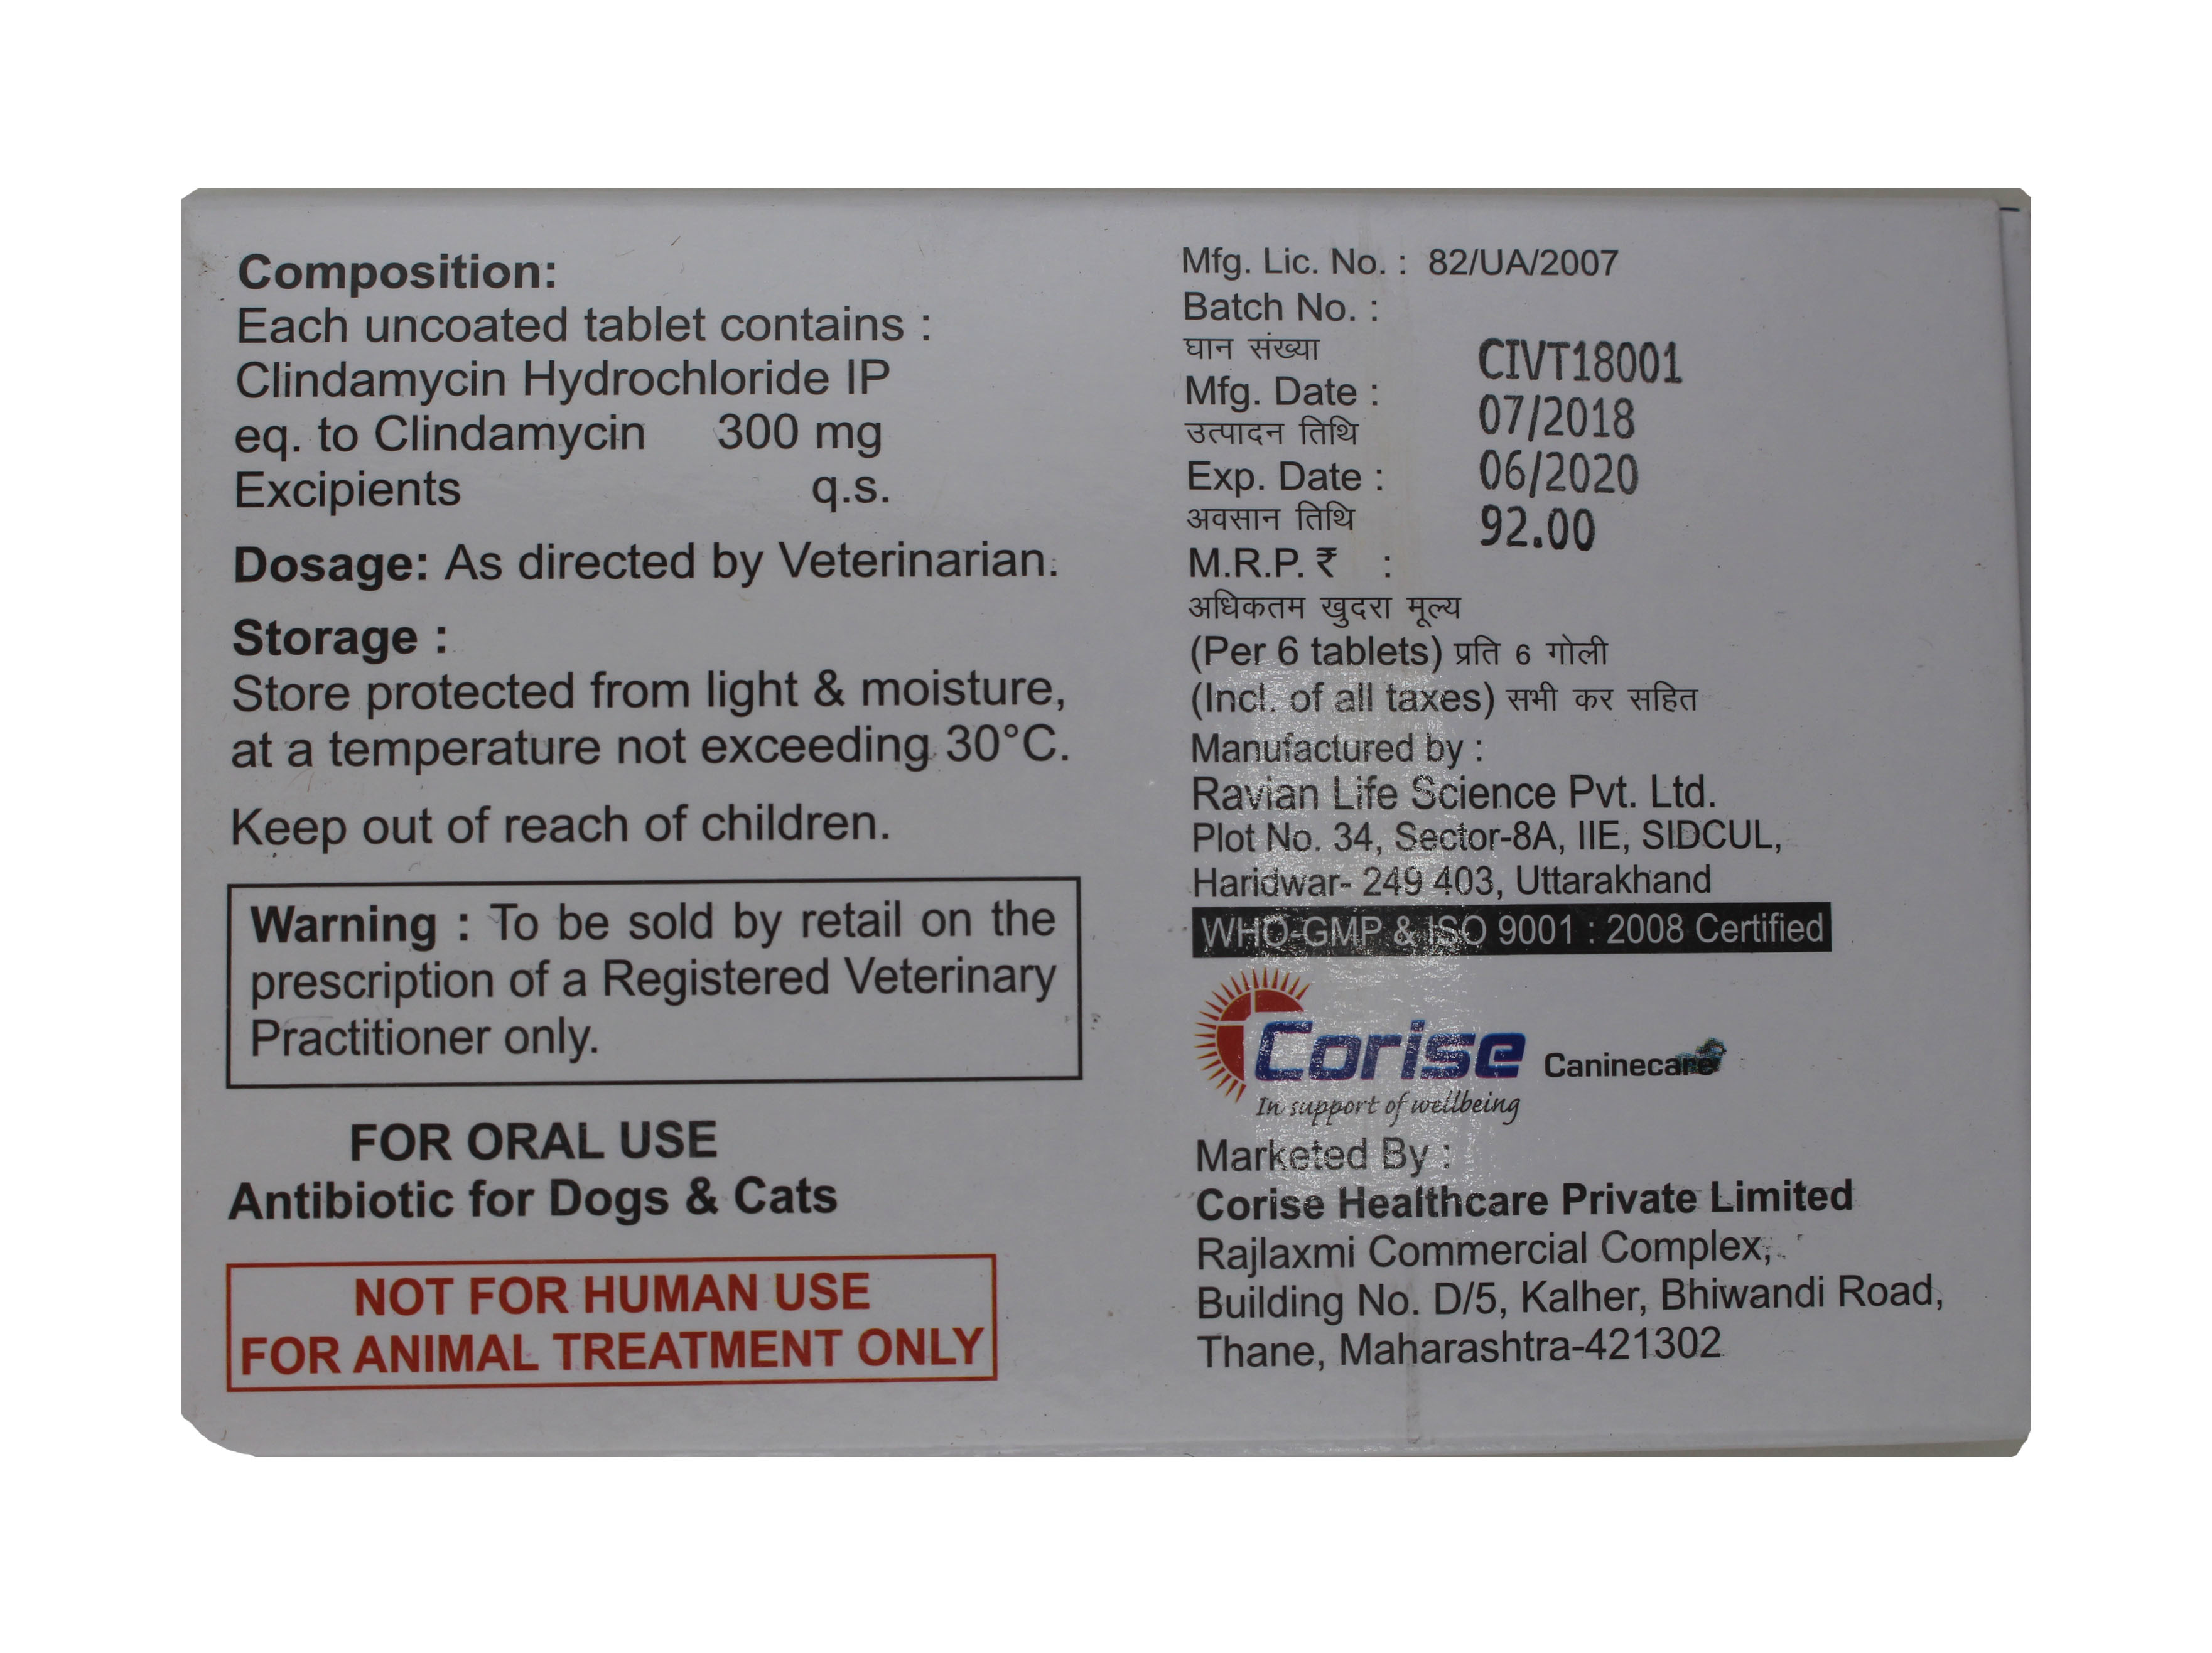 Composition:
Each uncoated tablet contains :
Clindamycin Hydrochloride IP
eq. to Clindamycin 300 mg
Excipients q.s.
Dosage: As directed by Veterinarian.
Storage :
Store protected from light & moisture,
at a temperature not exceeding 30°C.
Keep out of reach of children.
Warning : To be sold by retail on the
prescription of a Registered Veterinary
Practitioner only.
FOR ORAL USE
Antibiotic for Dogs & Cats
NOT FOR HUMAN USE
FOR ANIMAL TREATMENT ONLY
Mfg. Lic. No. : 82/UA/2007
Batch No. :
घान संख्या CIVT18001
Mfg. Date :
उत्पादन तिथि 07/2018
Exp. Date : 06/2020
अवसान तिथि 92.00
M.R.P. ₹ :
अधिकतम खुदरा मूल्य
(Per 6 tablets) प्रति 6 गोली
(Incl. of all taxes) सभी कर सहित
Manufactured by :
Ravian Life Science Pvt. Ltd.
Plot No. 34, Sector-8A, IIE, SIDCUL,
Haridwar- 249 403, Uttarakhand
WHO-GMP & ISO 9001 : 2008 Certified
Corise Caninecare
In support of wellbeing
Marketed By :
Corise Healthcare Private Limited
Rajlaxmi Commercial Complex,
Building No. D/5, Kalher, Bhiwandi Road,
Thane, Maharashtra-421302